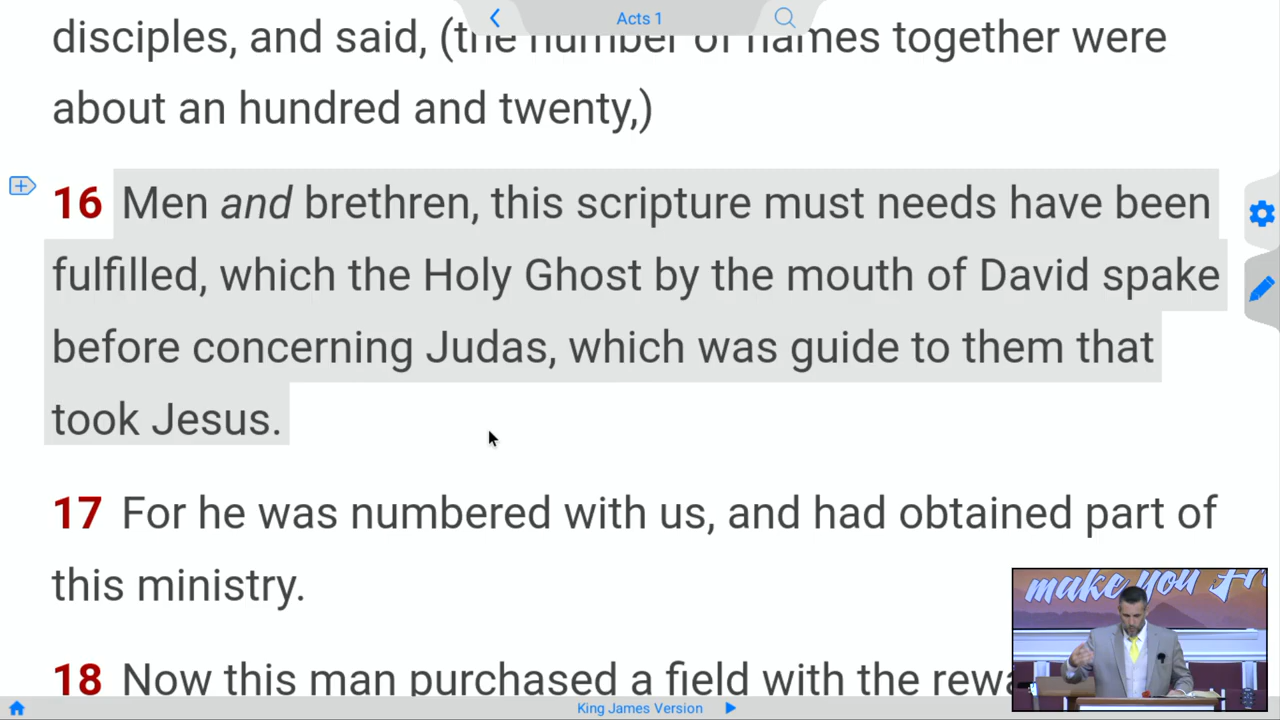 Acts 1
disciples, and said, (the number of names together were
about an hundred and twenty,)
16 Men and brethren, this scripture must needs have been
fulfilled, which the Holy Ghost by the mouth of David spake
before concerning Judas, which was guide to them that
took Jesus.
17 For he was numbered with us, and had obtained part of
this ministry.
18 Now this man purchased a field with the
make you
King James Version